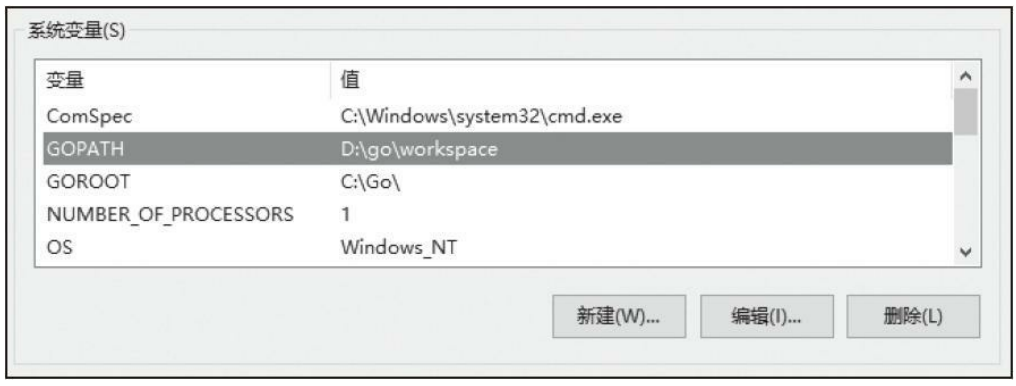 系统变量(S)
变量 值
ComSpec C:\Windows\system32\cmd.exe
GOPATH D:\go\workspace
GOROOT C:\Go\
NUMBER_OF_PROCESSORS 1
OS Windows_NT
新建(W)... 编辑(I)... 删除(L)